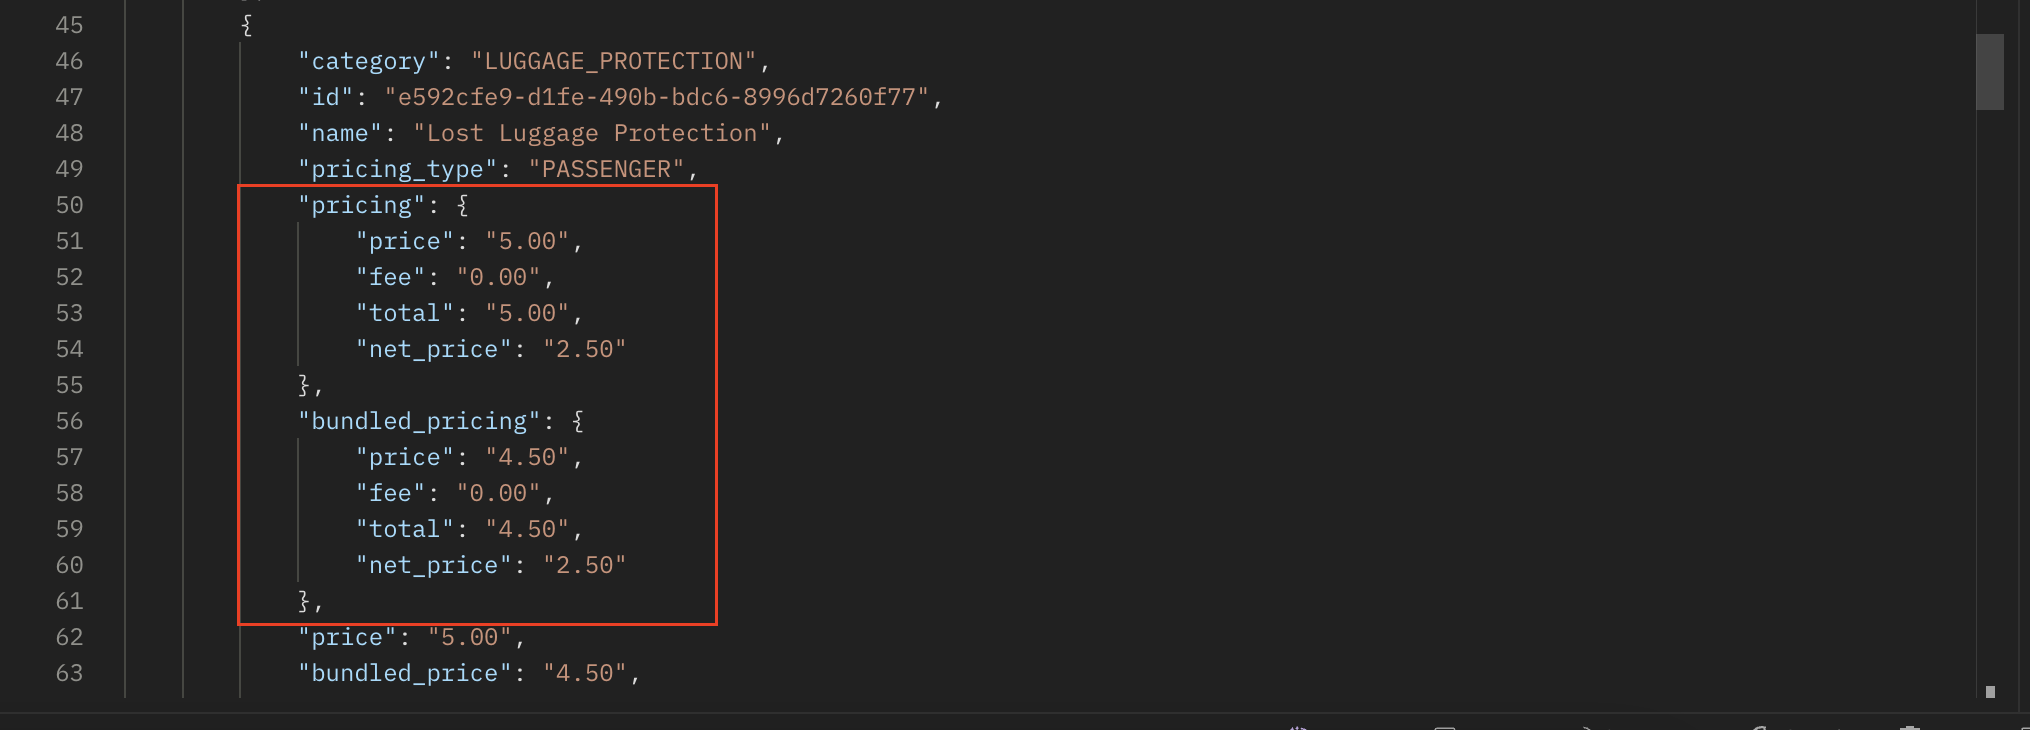 45 {
46 "category": "LUGGAGE_PROTECTION",
47 "id": "e592cfe9-d1fe-490b-bdc6-8996d7260f77",
48 "name": "Lost Luggage Protection",
49 "pricing_type": "PASSENGER",
50 "pricing": {
51 "price": "5.00",
52 "fee": "0.00",
53 "total": "5.00",
54 "net_price": "2.50"
55 },
56 "bundled_pricing": {
57 "price": "4.50",
58 "fee": "0.00",
59 "total": "4.50",
60 "net_price": "2.50"
61 },
62 "price": "5.00",
63 "bundled_price": "4.50",